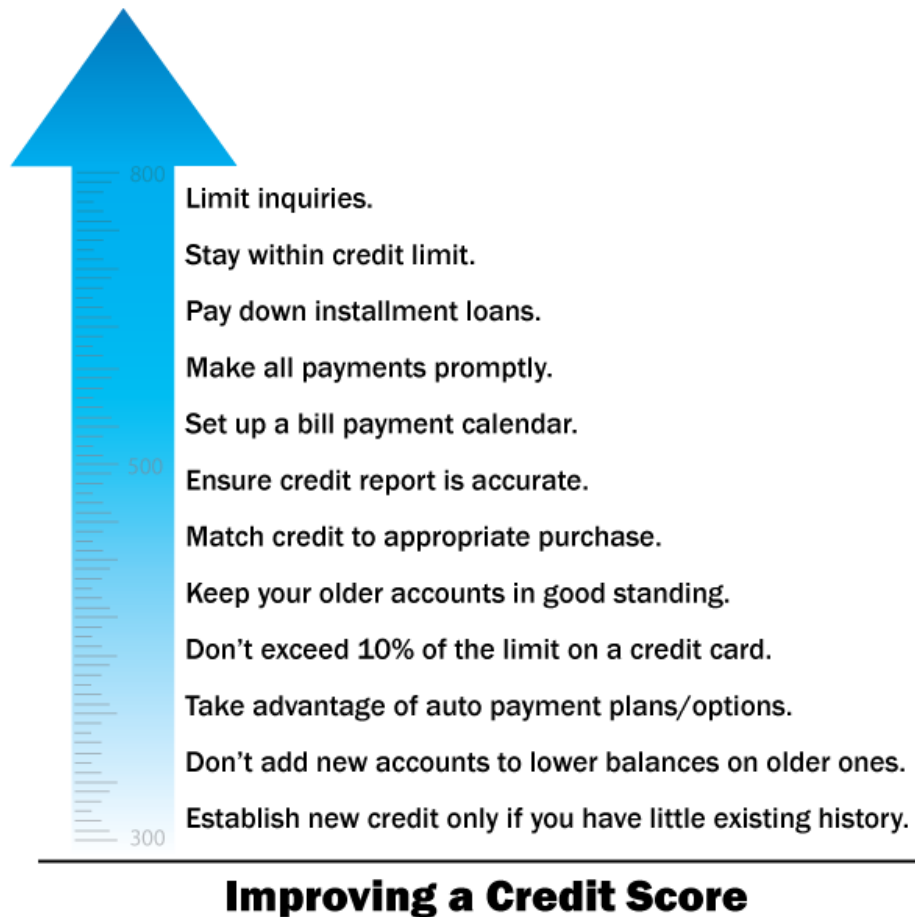 800
Limit inquiries.
Stay within credit limit.
Pay down installment loans.
Make all payments promptly.
Set up a bill payment calendar.
500
Ensure credit report is accurate.
Match credit to appropriate purchase.
Keep your older accounts in good standing.
Don’t exceed 10% of the limit on a credit card.
Take advantage of auto payment plans/options.
Don’t add new accounts to lower balances on older ones.
Establish new credit only if you have little existing history.
300
Improving a Credit Score